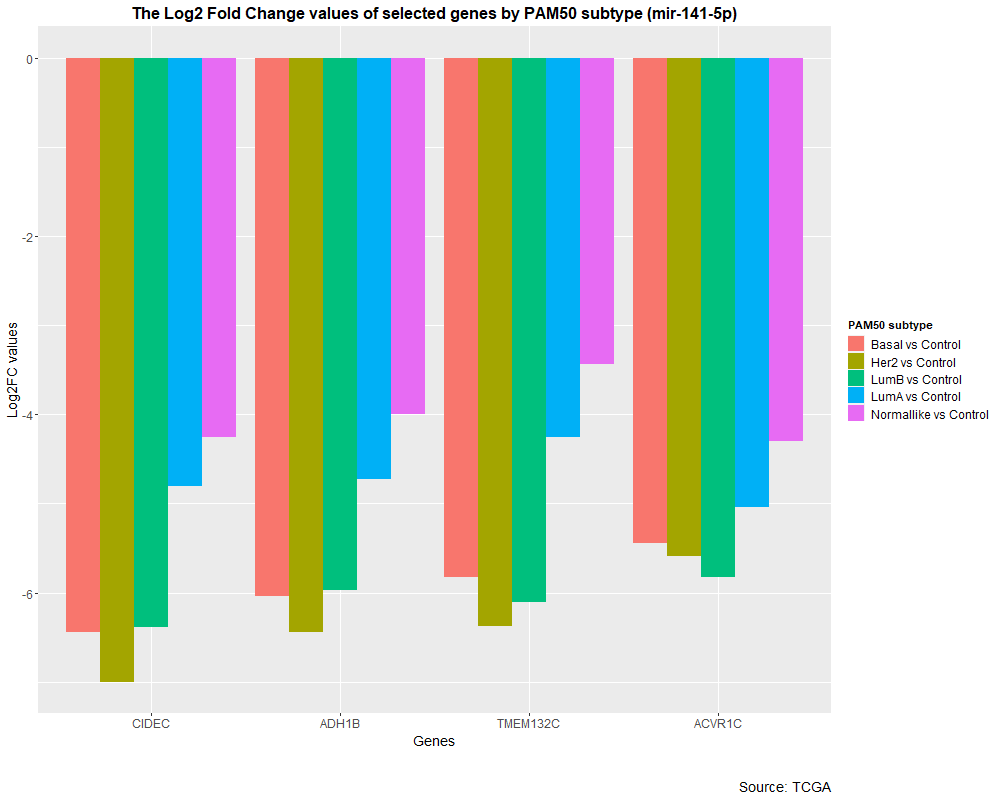 The Log2 Fold Change values of selected genes by PAM50 subtype (mir-141-5p)
0
-2
-4
-6
Log2FC values
CIDEC
ADH1B
TMEM132C
ACVR1C
Genes
PAM50 subtype
Basal vs Control
Her2 vs Control
LumB vs Control
LumA vs Control
Normallike vs Control
Source: TCGA